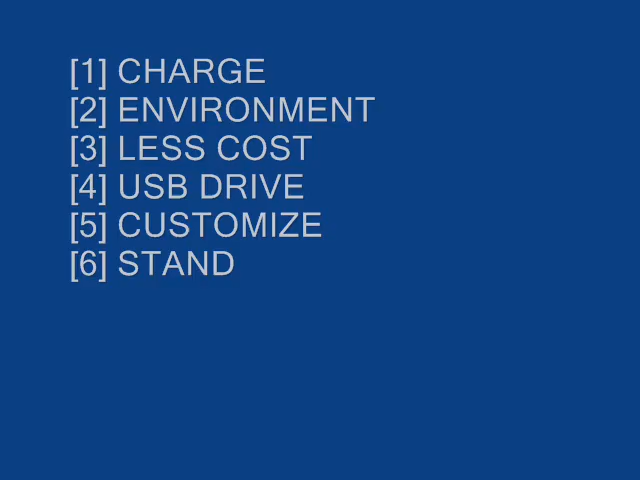 [1] CHARGE
[2] ENVIRONMENT
[3] LESS COST
[4] USB DRIVE
[5] CUSTOMIZE
[6] STAND